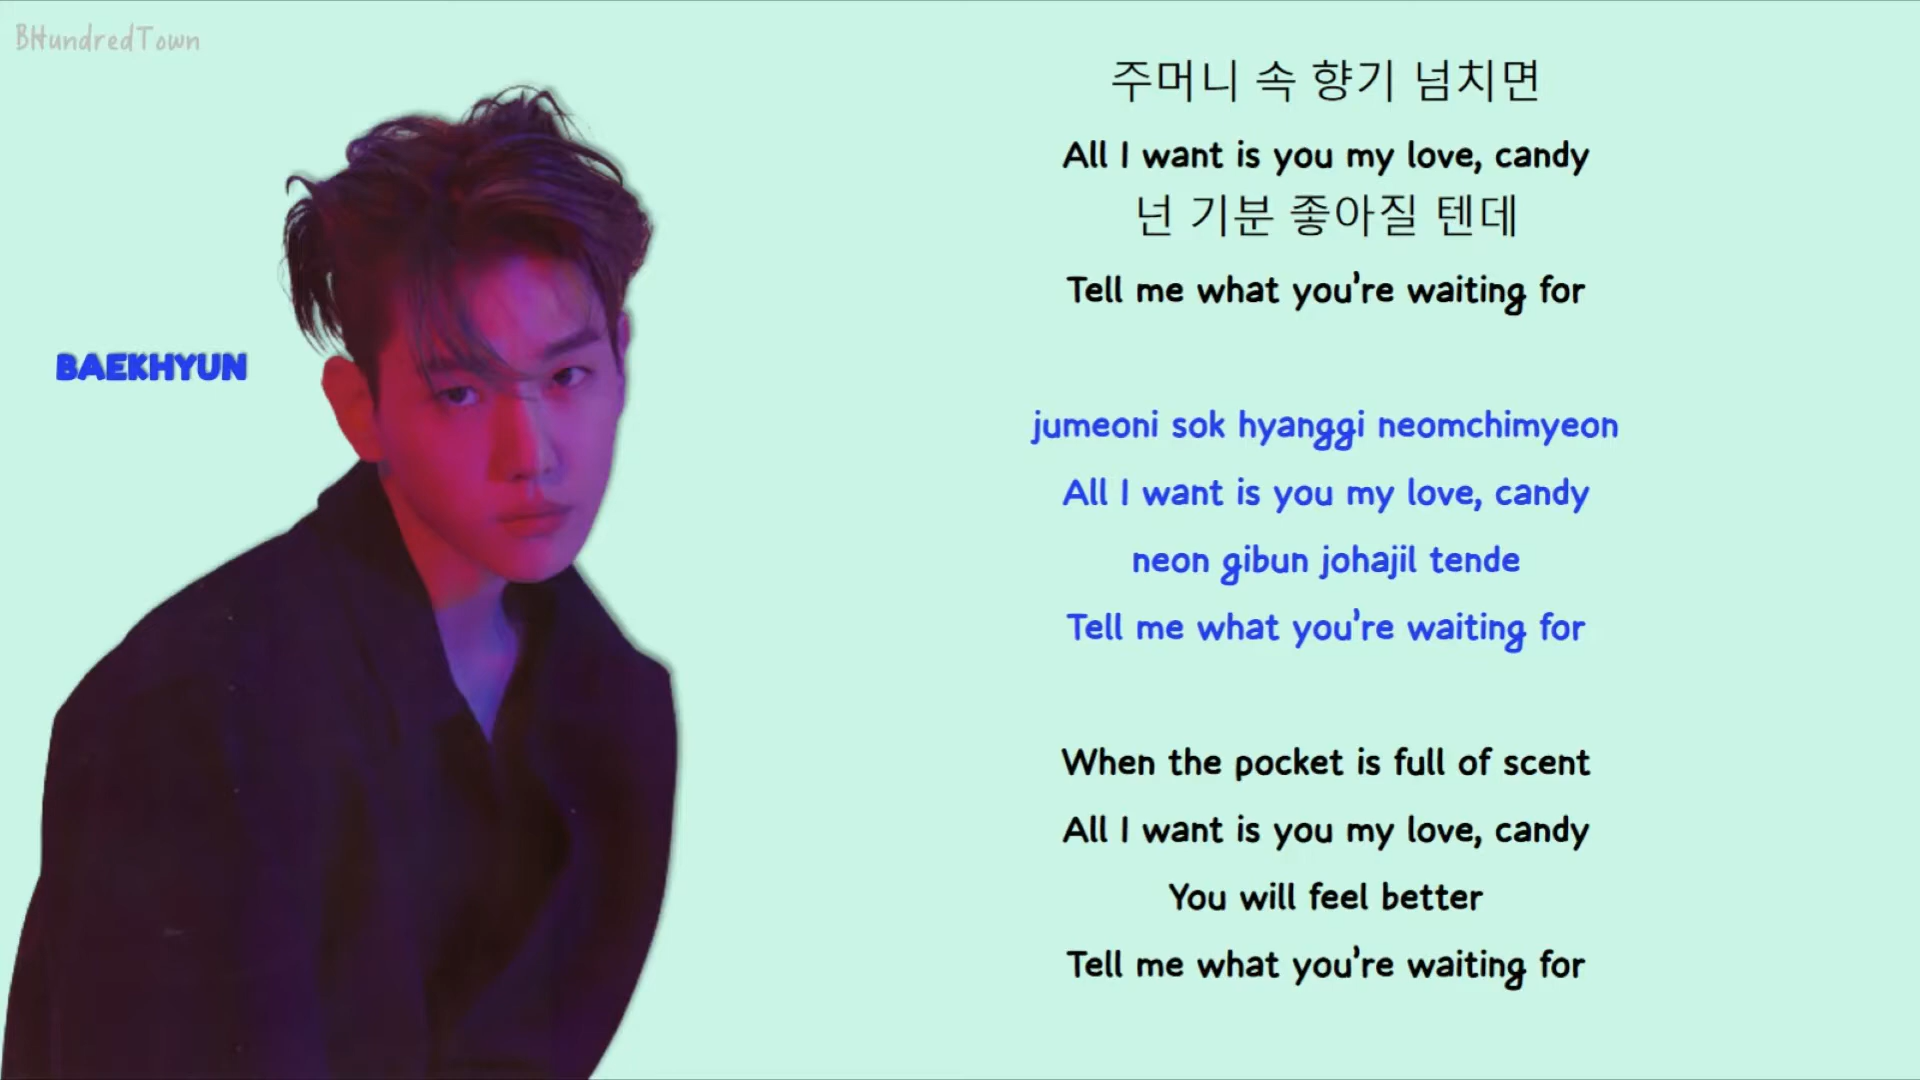 BHundredTown
BAEKHYUN
주머니 속 향기 넘치면
All I want is you my love, candy
넌 기분 좋아질 텐데
Tell me what you're waiting for
jumeoni sok hyanggi neomchimyeon
All I want is you my love, candy
neon gibun johajil tende
Tell me what you're waiting for
When the pocket is full of scent
All I want is you my love, candy
You will feel better
Tell me what you're waiting for